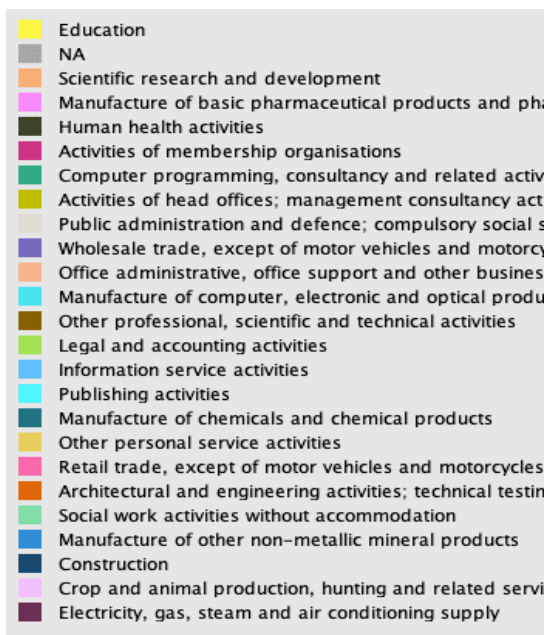 Education
NA
Scientific research and development
Manufacture of basic pharmaceutical products and pha
Human health activities
Activities of membership organisations
Computer programming, consultancy and related activ
Activities of head offices; management consultancy act
Public administration and defence; compulsory social s
Wholesale trade, except of motor vehicles and motorcy
Office administrative, office support and other busines
Manufacture of computer, electronic and optical produ
Other professional, scientific and technical activities
Legal and accounting activities
Information service activities
Publishing activities
Manufacture of chemicals and chemical products
Other personal service activities
Retail trade, except of motor vehicles and motorcycles
Architectural and engineering activities; technical testin
Social work activities without accommodation
Manufacture of other non-metallic mineral products
Construction
Crop and animal production, hunting and related servi
Electricity, gas, steam and air conditioning supply